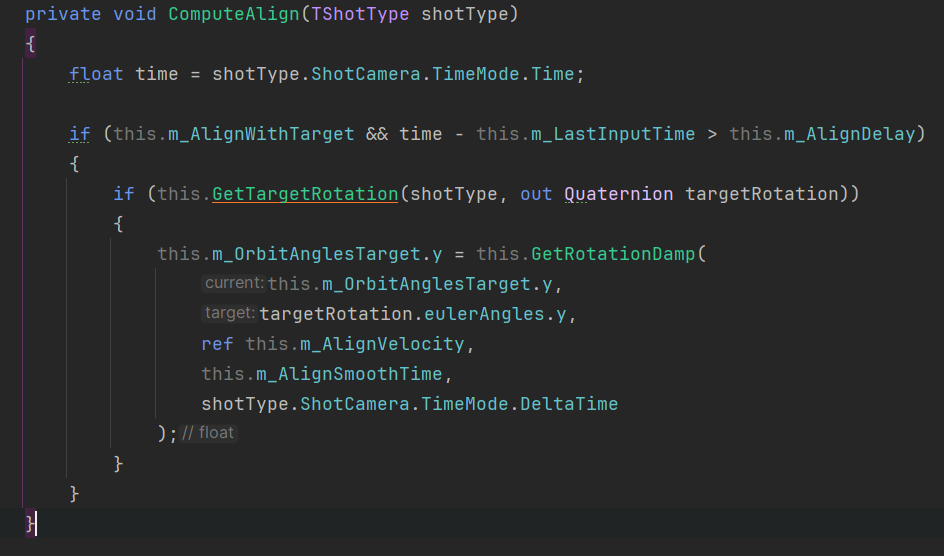 private void ComputeAlign(TShotType shotType)
{
float time = shotType.ShotCamera.TimeMode.Time;
if (this.m_AlignWithTarget && time - this.m_LastInputTime > this.m_AlignDelay)
{
if (this.GetTargetRotation(shotType, out Quaternion targetRotation))
{
this.m_OrbitAnglesTarget.y = this.GetRotationDamp(
current: this.m_OrbitAnglesTarget.y,
target: targetRotation.eulerAngles.y,
ref this.m_AlignVelocity,
this.m_AlignSmoothTime,
shotType.ShotCamera.TimeMode.DeltaTime
); // float
}
}
}